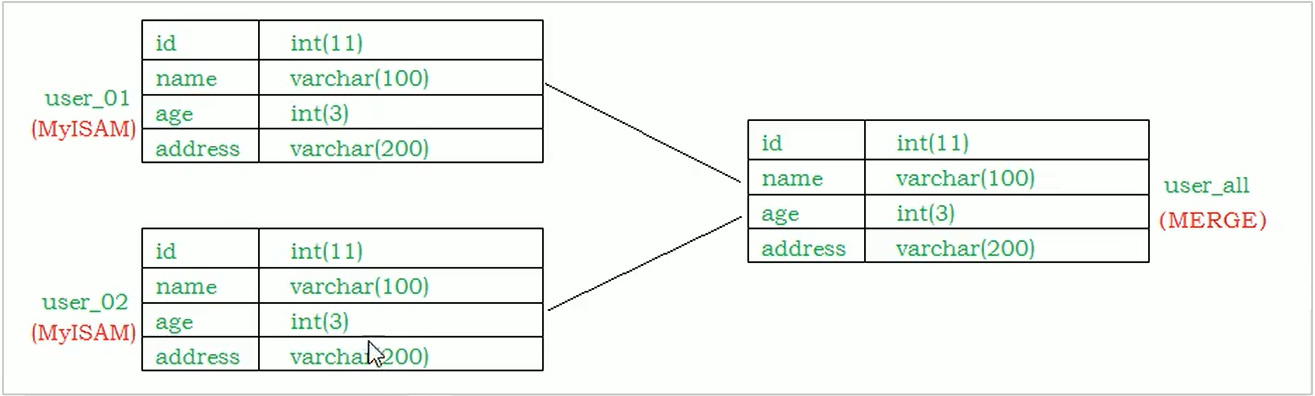 user_01
(MyISAM)
id int(11)
name varchar(100)
age int(3)
address varchar(200)
user_02
(MyISAM)
id int(11)
name varchar(100)
age int(3)
address varchar(200)
id int(11)
name varchar(100)
age int(3)
address varchar(200)
user_all
(MERGE)